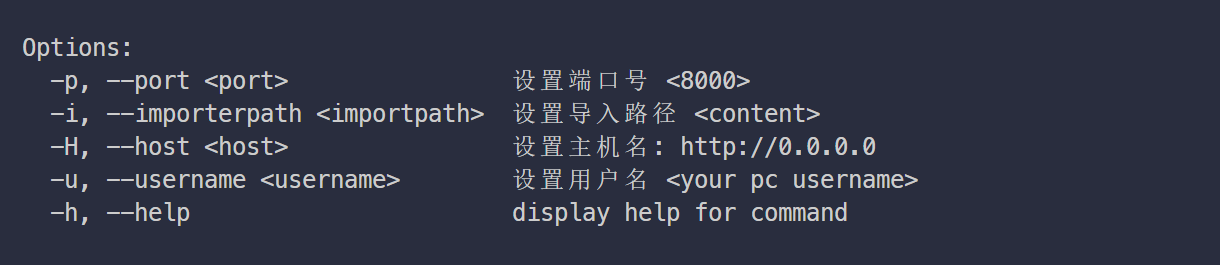 Options:
  -p, --port <port>                设置端口号 <8000>
  -i, --importerpath <importpath>  设置导入路径 <content>
  -H, --host <host>                设置主机名: http://0.0.0.0
  -u, --username <username>        设置用户名 <your pc username>
  -h, --help                       display help for command